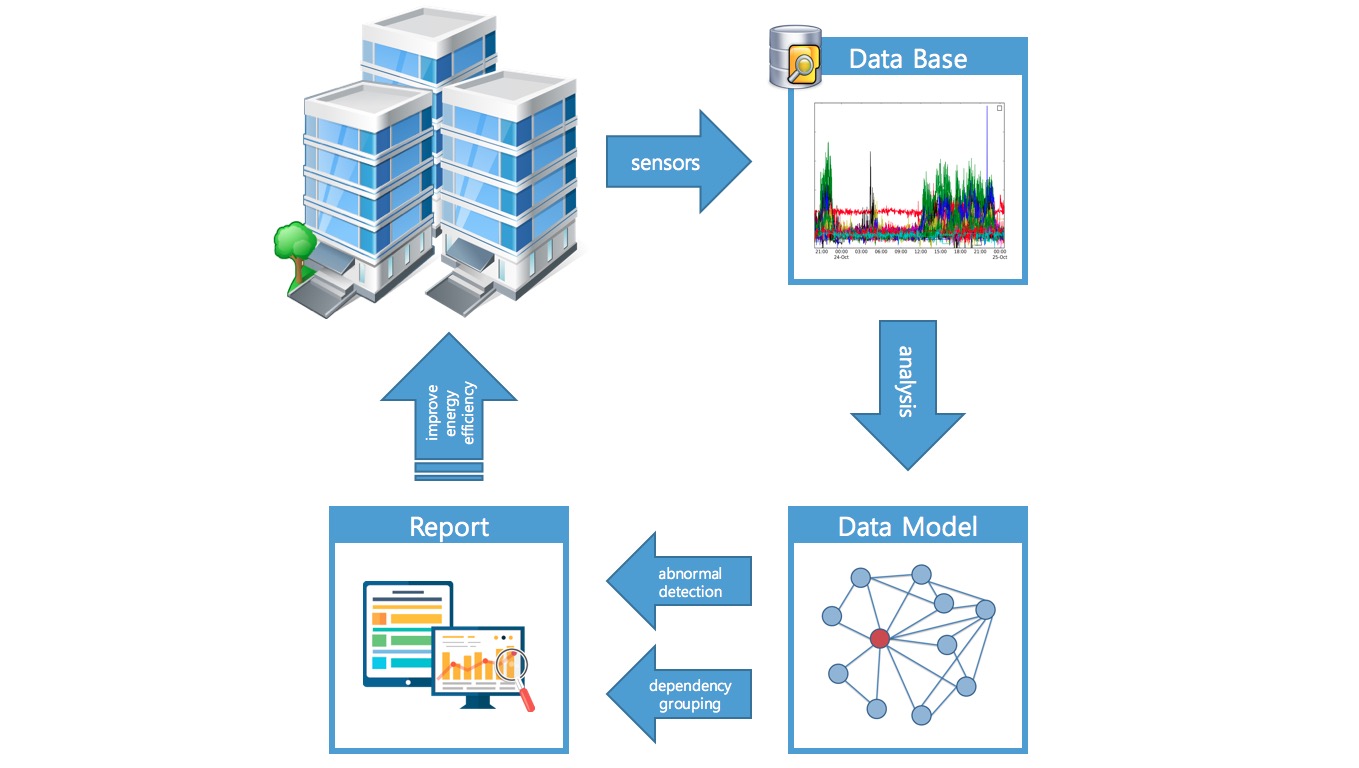 Data Base
sensors
21:00 00:00 03:00 06:00 09:00 12:00 15:00 18:00 21:00 00:00
24-Oct 25-Oct
analysis
improve
energy
efficiency
Report
Data Model
abnormal
detection
dependency
grouping